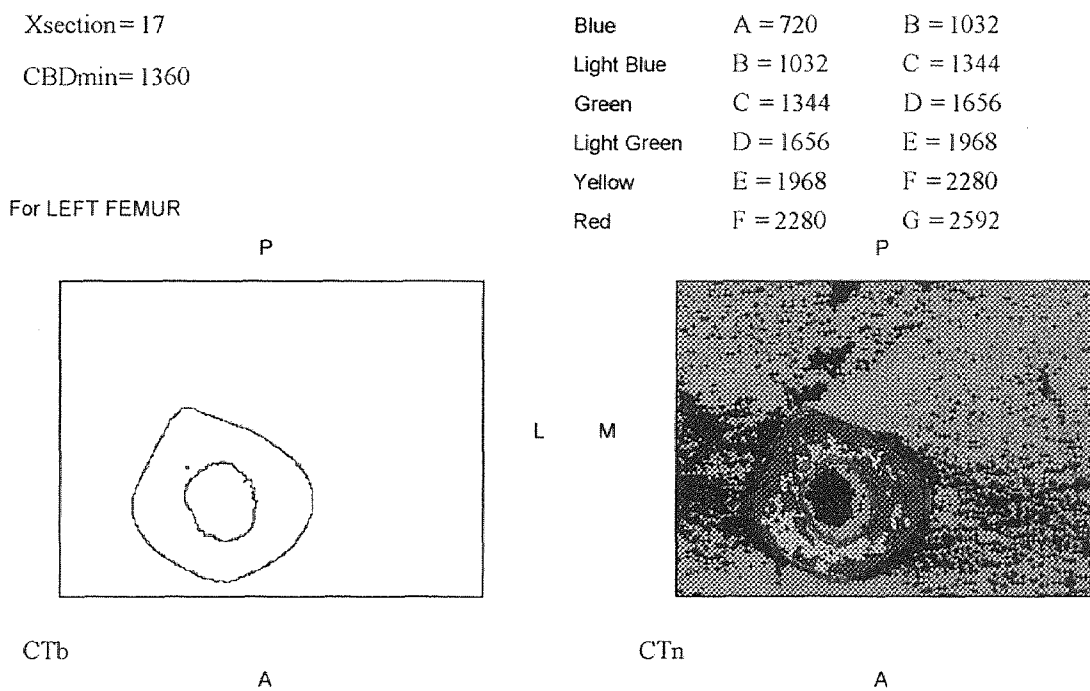 Xsection = 17
CBDmin= 1360
Blue A = 720 B = 1032
Light Blue B = 1032 C = 1344
Green C = 1344 D = 1656
Light Green D = 1656 E = 1968
Yellow E = 1968 F = 2280
Red F = 2280 G = 2592
For LEFT FEMUR
P P
L M
CTb CTn
A A